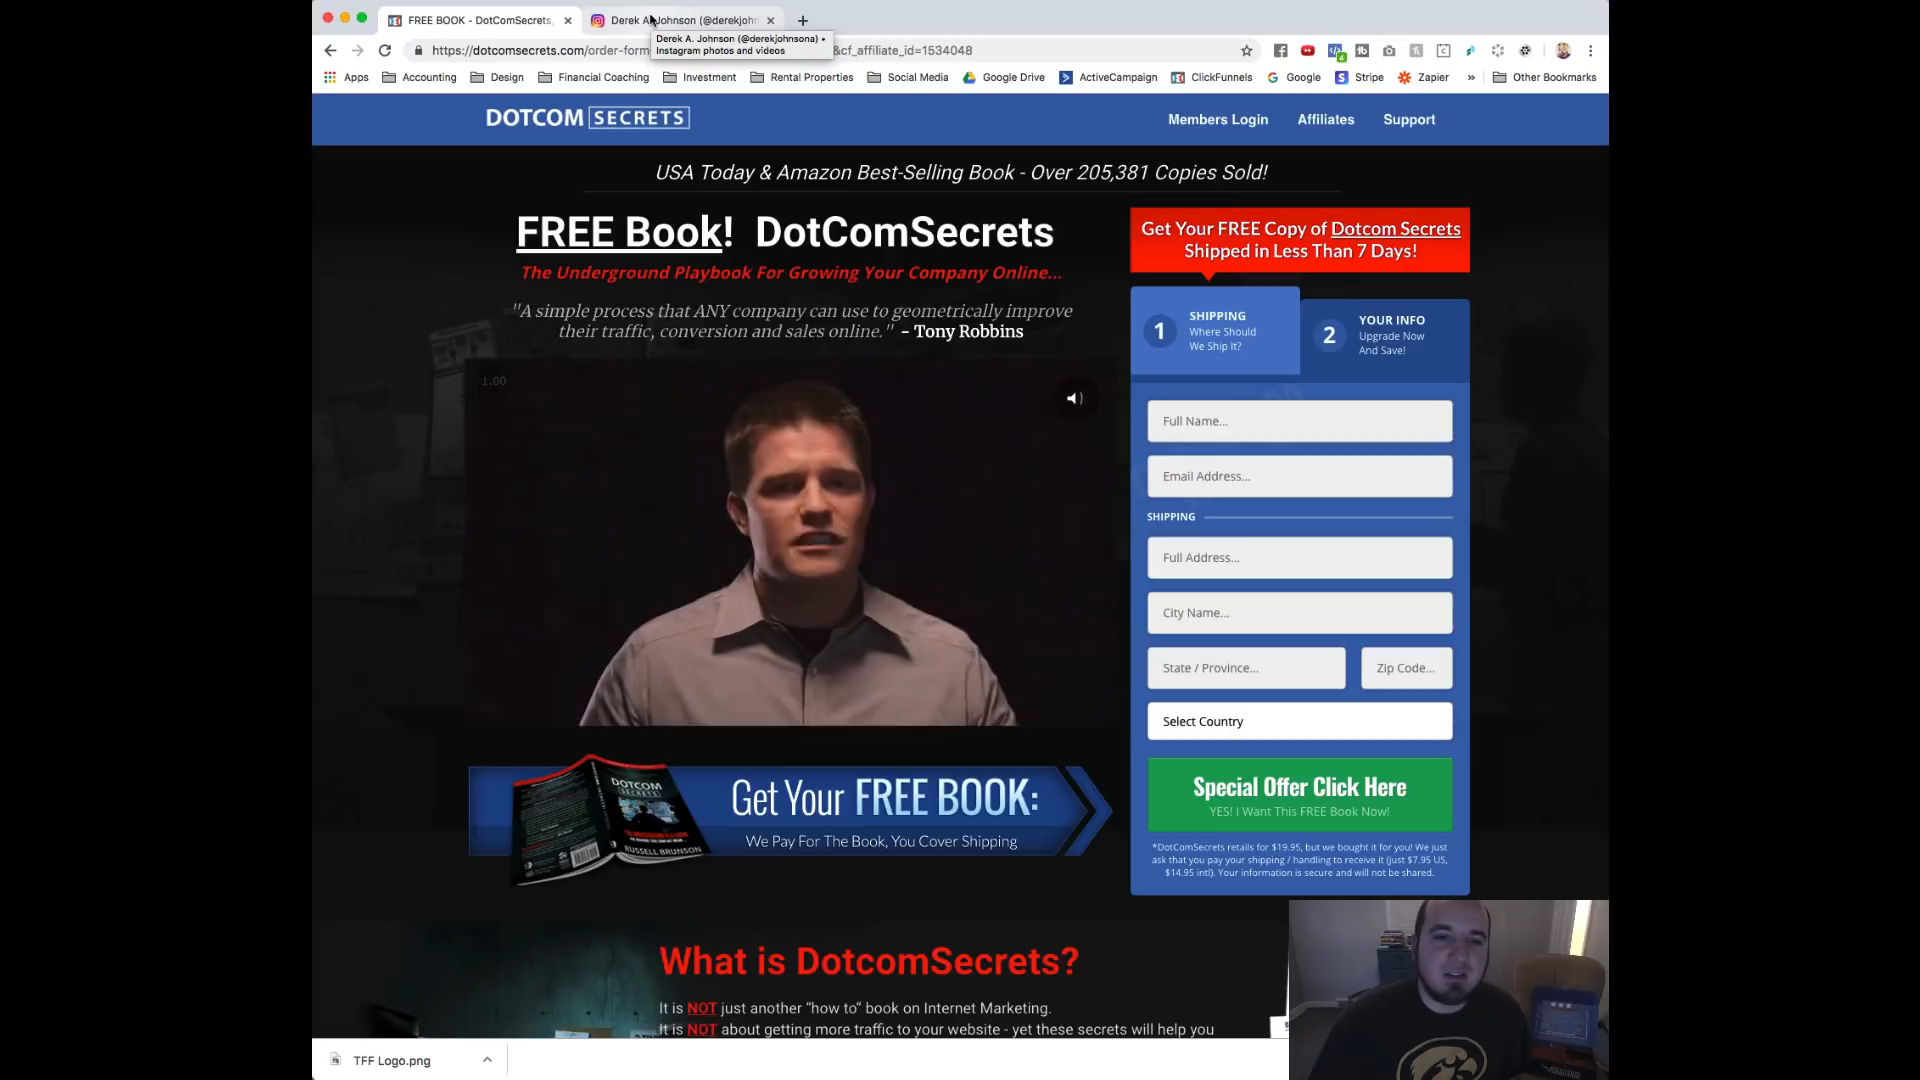 FREE BOOK - DotComSecrets,
Derek A. Johnson (@derekjohn
Derek A. Johnson (@derekjohnsona) •
Instagram photos and videos
https://dotcomsecrets.com/order-form
&cf_affiliate_id=1534048
Apps
Accounting
Design
Financial Coaching
Investment
Rental Properties
Social Media
Google Drive
ActiveCampaign
ClickFunnels
Google
Stripe
Zapier
»
Other Bookmarks
DOTCOM SECRETS
Members Login
Affiliates
Support
USA Today & Amazon Best-Selling Book - Over 205,381 Copies Sold!
FREE Book! DotComSecrets
The Underground Playbook For Growing Your Company Online...
"A simple process that ANY company can use to geometrically improve
their traffic, conversion and sales online." - Tony Robbins
1.00
Get Your FREE BOOK:
We Pay For The Book, You Cover Shipping
DOTCOM
SECRETS
RUSSELL BRUNSON
Get Your FREE Copy of Dotcom Secrets
Shipped in Less Than 7 Days!
1
SHIPPING
Where Should
We Ship It?
2
YOUR INFO
Upgrade Now
And Save!
Full Name...
Email Address...
SHIPPING
Full Address...
City Name...
State / Province...
Zip Code...
Select Country
Special Offer Click Here
YES! I Want This FREE Book Now!
*DotComSecrets retails for $19.95, but we bought it for you! We just
ask that you pay your shipping / handling to receive it (just $7.95 US,
$14.95 intl). Your information is secure and will not be shared.
What is DotcomSecrets?
It is NOT just another “how to” book on Internet Marketing.
It is NOT about getting more traffic to your website - yet these secrets will help you
TFF Logo.png